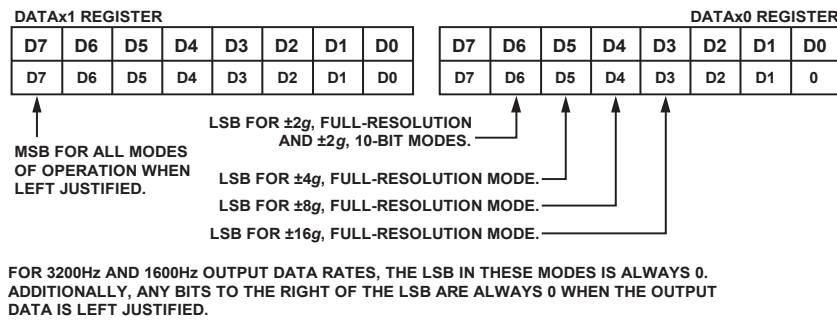 DATAx1 REGISTER DATAx0 REGISTER
D7 D6 D5 D4 D3 D2 D1 D0 D7 D6 D5 D4 D3 D2 D1 D0
D7 D6 D5 D4 D3 D2 D1 D0 D7 D6 D5 D4 D3 D2 D1 0
MSB FOR ALL MODES
OF OPERATION WHEN
LEFT JUSTIFIED.
LSB FOR ±2g, FULL-RESOLUTION
AND ±2g, 10-BIT MODES.
LSB FOR ±4g, FULL-RESOLUTION MODE.
LSB FOR ±8g, FULL-RESOLUTION MODE.
LSB FOR ±16g, FULL-RESOLUTION MODE.
FOR 3200Hz AND 1600Hz OUTPUT DATA RATES, THE LSB IN THESE MODES IS ALWAYS 0.
ADDITIONALLY, ANY BITS TO THE RIGHT OF THE LSB ARE ALWAYS 0 WHEN THE OUTPUT
DATA IS LEFT JUSTIFIED.